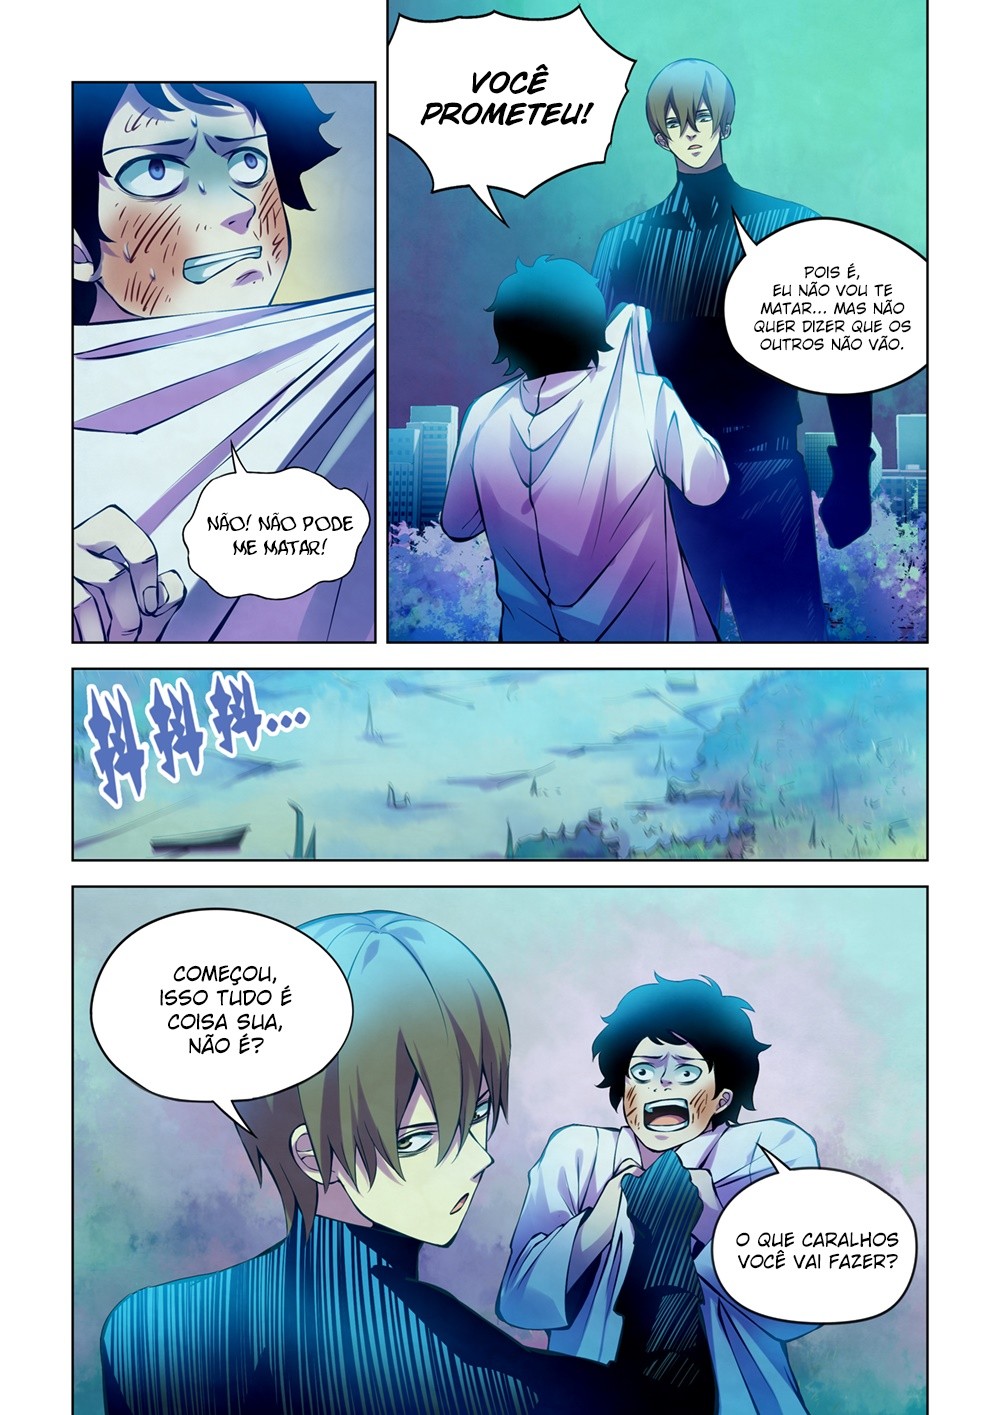 NÃO! NÃO PODE
ME MATAR!
VOCÊ
PROMETEU!
POIS É,
EU NÃO VOU TE
MATAR... MAS NÃO
QUER DIZER QUE OS
OUTROS NÃO VÃO.
抖抖抖...
COMEÇOU,
ISSO TUDO É
COISA SUA,
NÃO É?
O QUE CARALHOS
VOCÊ VAI FAZER?